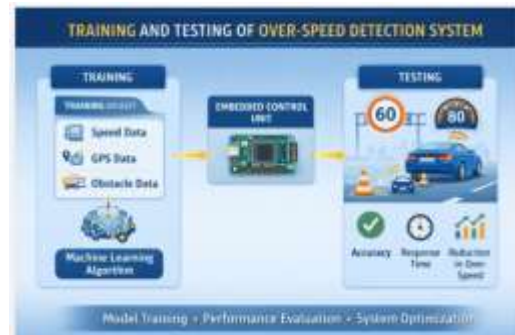 TRAINING AND TESTING OF OVER-SPEED DETECTION SYSTEM
TRAINING
TRAINING
Speed Data
GPS Data
Obstacle Data
Machine Learning
Algorithm
EMBEDDED CONTROL
UNIT
TESTING
60
80
Accuracy
Response
Time
Reduction
in Over-
Speed
Model Training • Performance Evaluation • System Optimization